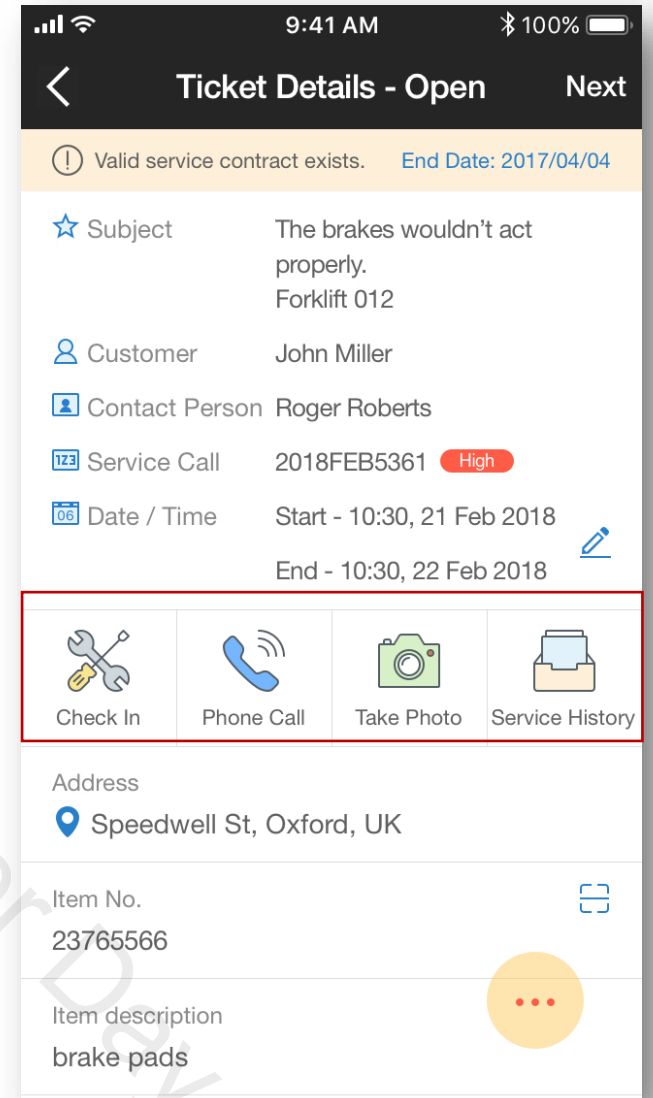 9:41 AM 100%
Ticket Details - Open Next
Valid service contract exists. End Date: 2017/04/04
Subject The brakes wouldn't act
properly.
Forklift 012
Customer John Miller
Contact Person Roger Roberts
123 Service Call 2018FEB5361 High
06 Date / Time Start - 10:30, 21 Feb 2018
End - 10:30, 22 Feb 2018
Check In Phone Call Take Photo Service History
Address
Speedwell St, Oxford, UK
Item No.
23765566
Item description
brake pads